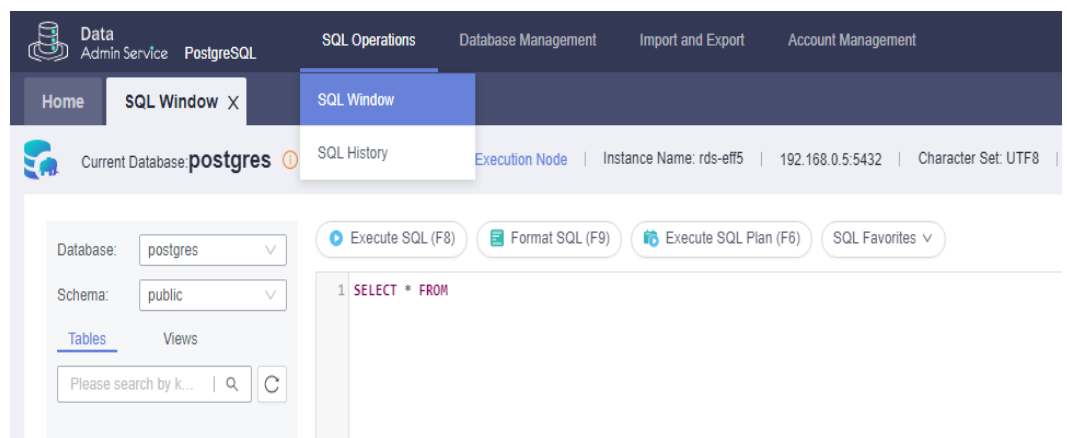 Data
Admin Service PostgreSQL SQL Operations Database Management Import and Export Account Management
Home SQL Window X SQL Window
Current Database:postgres SQL History Execution Node | Instance Name: rds-eff5 | 192.168.0.5:5432 | Character Set: UTF8 |
Database: postgres Execute SQL (F8) Format SQL (F9) Execute SQL Plan (F6) SQL Favorites
Schema: public 1 SELECT * FROM
Tables Views
Please search by k...